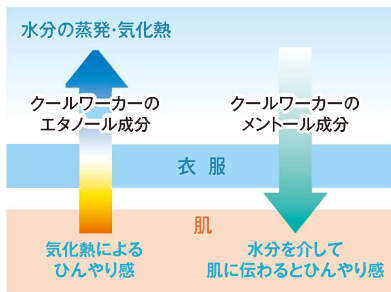 水分の蒸発・気化熱
クールワーカーの
エタノール成分
クールワーカーの
メントール成分
衣服
肌
気化熱による
ひんやり感
水分を介して
肌に伝わるとひんやり感